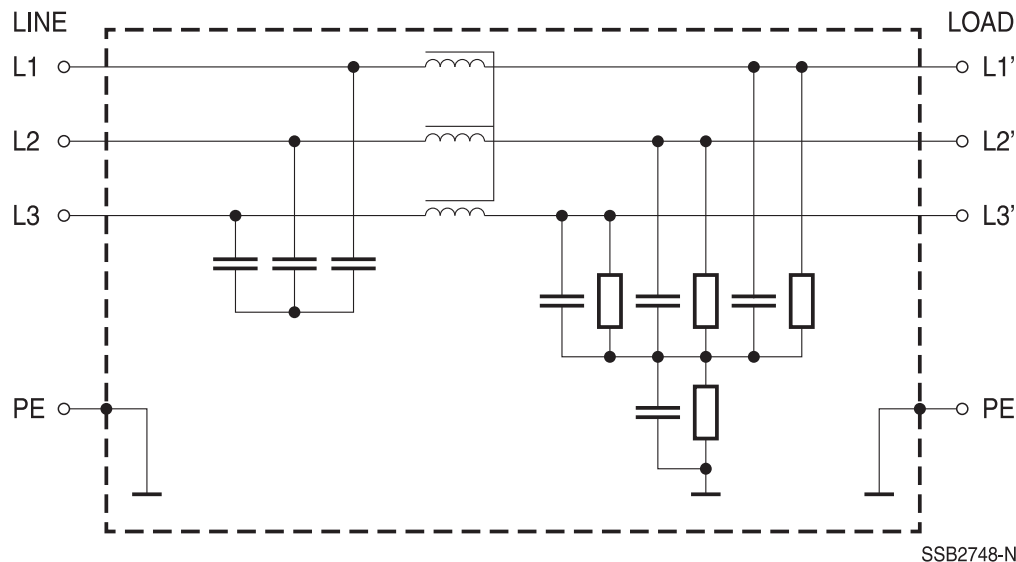 LINE LOAD
L1 L1’
L2 L2’
L3 L3’
PE PE
SSB2748-N